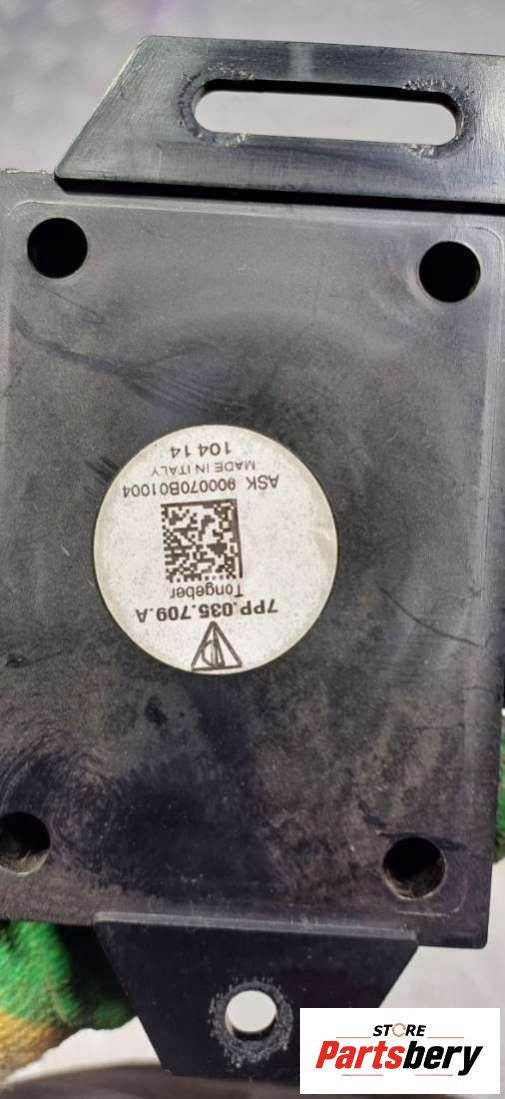 7PP.035.709.A
Tongeber
ASK 900070B01004
MADE IN ITALY
104 14
STORE
Partsbery